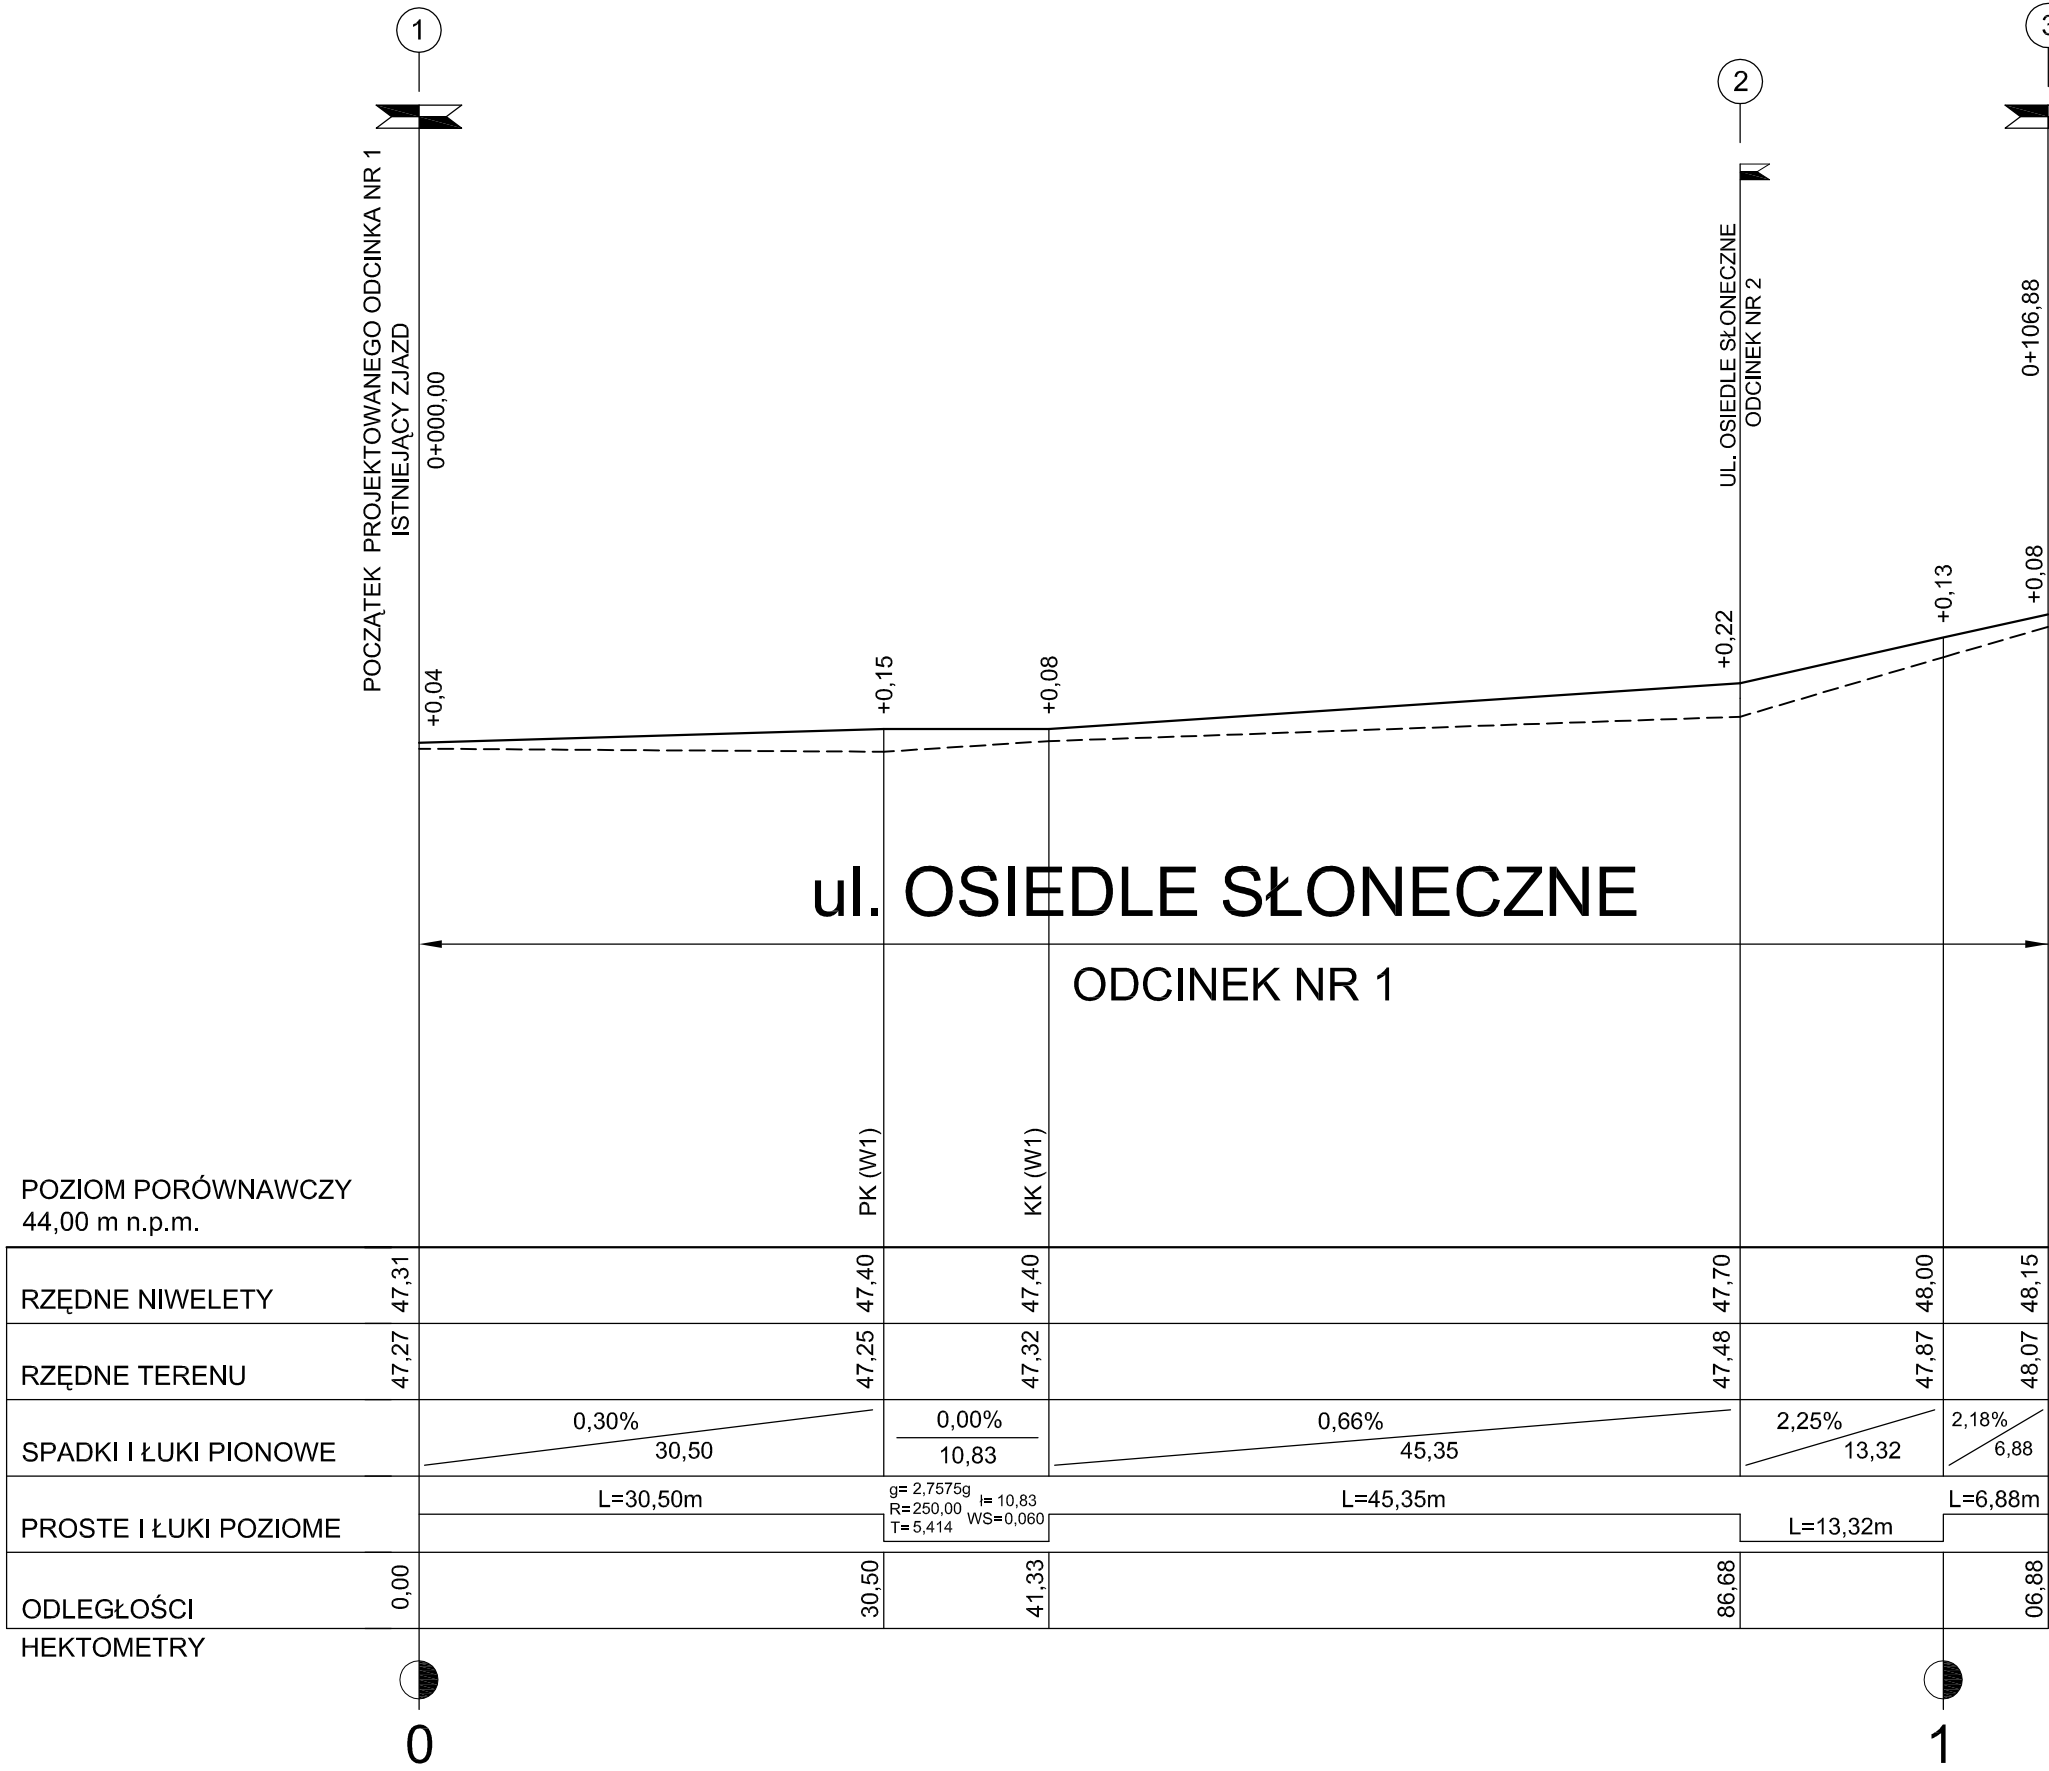 1
2
POCZĄTEK PROJEKTOWANEGO ODCINKA NR 1
ISTNIEJĄCY ZJAZD
0+000,00
UL. OSIEDLE SŁONECZNE
ODCINEK NR 2
0+106,88
+0,04
+0,15
+0,08
+0,22
+0,13
+0,08
ul. OSIEDLE SŁONECZNE
ODCINEK NR 1
PK (W1)
KK (W1)
POZIOM PORÓWNAWCZY
44,00 m n.p.m.
RZĘDNE NIWELETY 47,31 47,40 47,40 47,70 48,00 48,15
RZĘDNE TERENU 47,27 47,25 47,32 47,48 47,87 48,07
SPADKI I ŁUKI PIONOWE
0,30% 30,50
0,00% 10,83
0,66% 45,35
2,25% 13,32
2,18% 6,88
PROSTE I ŁUKI POZIOME
L=30,50m
g= 2,7575g
R=250,00
T= 5,414
ł= 10,83
WS=0,060
L=45,35m
L=13,32m
L=6,88m
ODLEGŁOŚCI 0,00 30,50 41,33 86,68 06,88
HEKTOMETRY
0
1